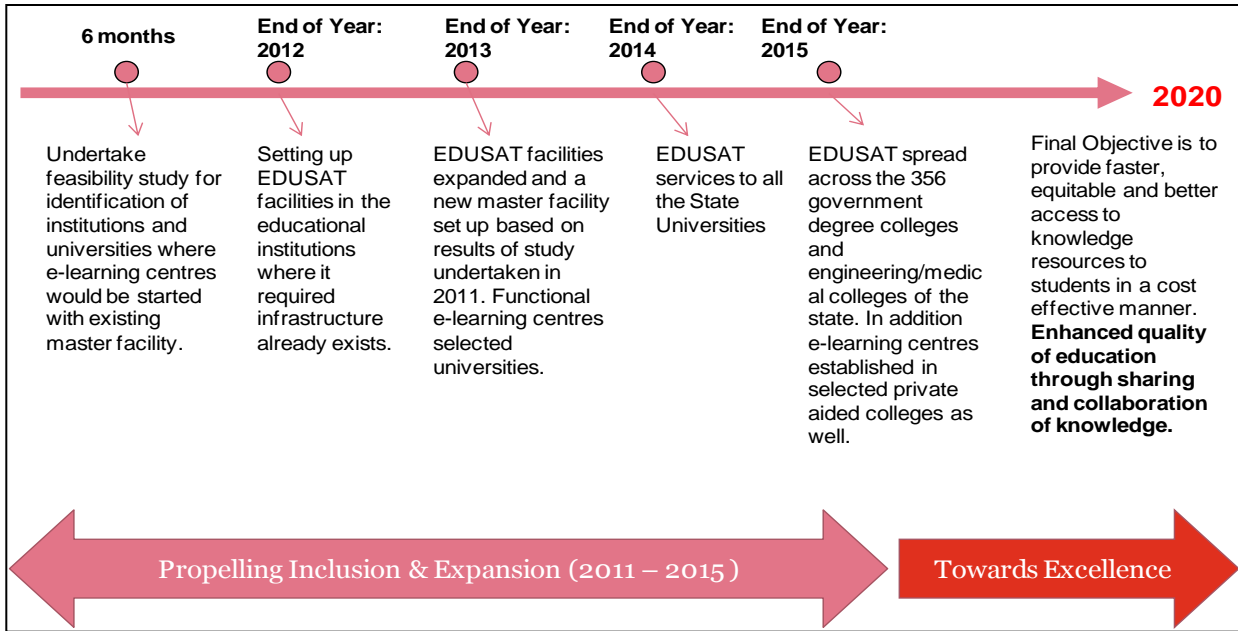 6 months
End of Year:
2012
End of Year:
2013
End of Year:
2014
End of Year:
2015
2020
Undertake
feasibility study for
identification of
institutions and
universities where
e-learning centres
would be started
with existing
master facility.
Setting up
EDUSAT
facilities in the
educational
institutions
where it
required
infrastructure
already exists.
EDUSAT facilities
expanded and a
new master facility
set up based on
results of study
undertaken in
2011. Functional
e-learning centres
selected
universities.
EDUSAT
services to all
the State
Universities
EDUSAT spread
across the 356
government
degree colleges
and
engineering/medic
al colleges of the
state. In addition
e-learning centres
established in
selected private
aided colleges as
well.
Final Objective is to
provide faster,
equitable and better
access to
knowledge
resources to
students in a cost
effective manner.
Enhanced quality
of education
through sharing
and collaboration
of knowledge.
Propelling Inclusion & Expansion (2011 – 2015 )
Towards Excellence